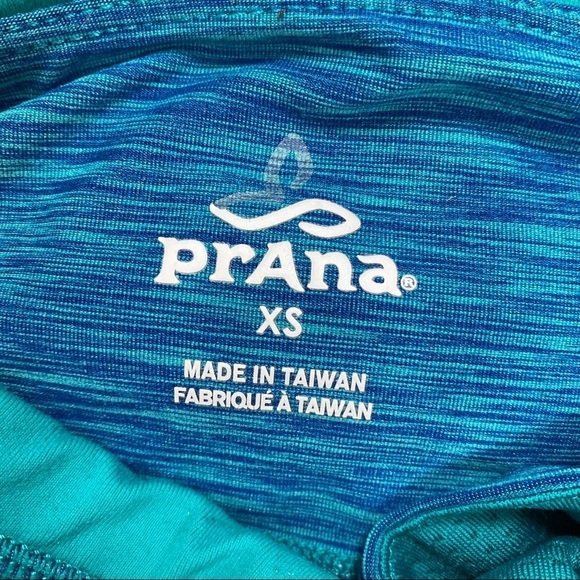 prAna®
XS
MADE IN TAIWAN
FABRIQUÉ À TAIWAN